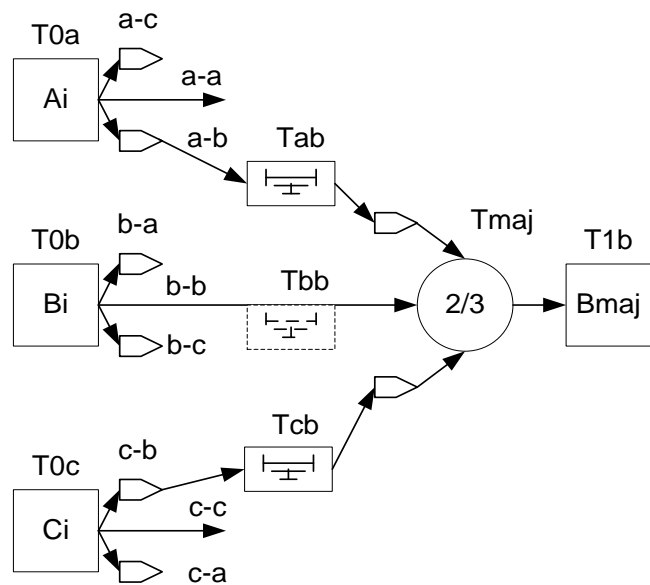 a-c
T0a
a-a
Ai
a-b
Tab
Tmaj
b-a
T0b
T1b
b-b
Tbb
Bi
2/3
Bmaj
b-c
Tcb
c-b
T0c
c-c
Ci
c-a